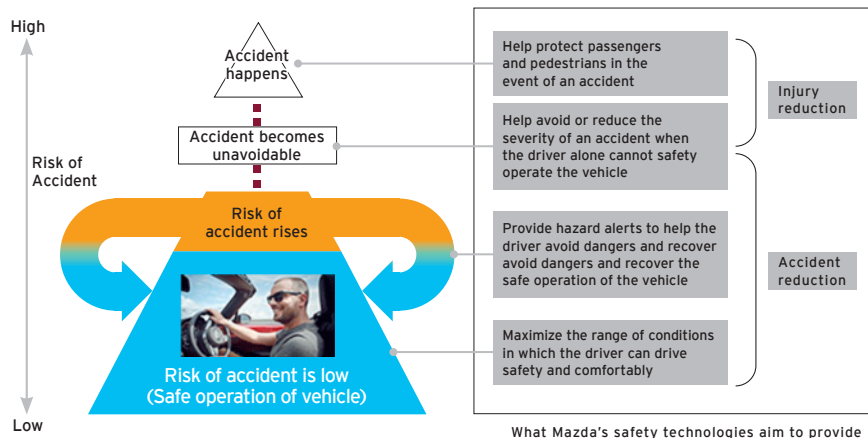 High
Accident
happens
Accident becomes
unavoidable
Risk of
Accident
Risk of
accident rises
Risk of accident is low
(Safe operation of vehicle)
Low
Help protect passengers
and pedestrians in the
event of an accident
Help avoid or reduce the
severity of an accident when
the driver alone cannot safety
operate the vehicle
Provide hazard alerts to help the
driver avoid dangers and recover
avoid dangers and recover the
safe operation of the vehicle
Maximize the range of conditions
in which the driver can drive
safety and comfortably
Injury
reduction
Accident
reduction
What Mazda's safety technologies aim to provide